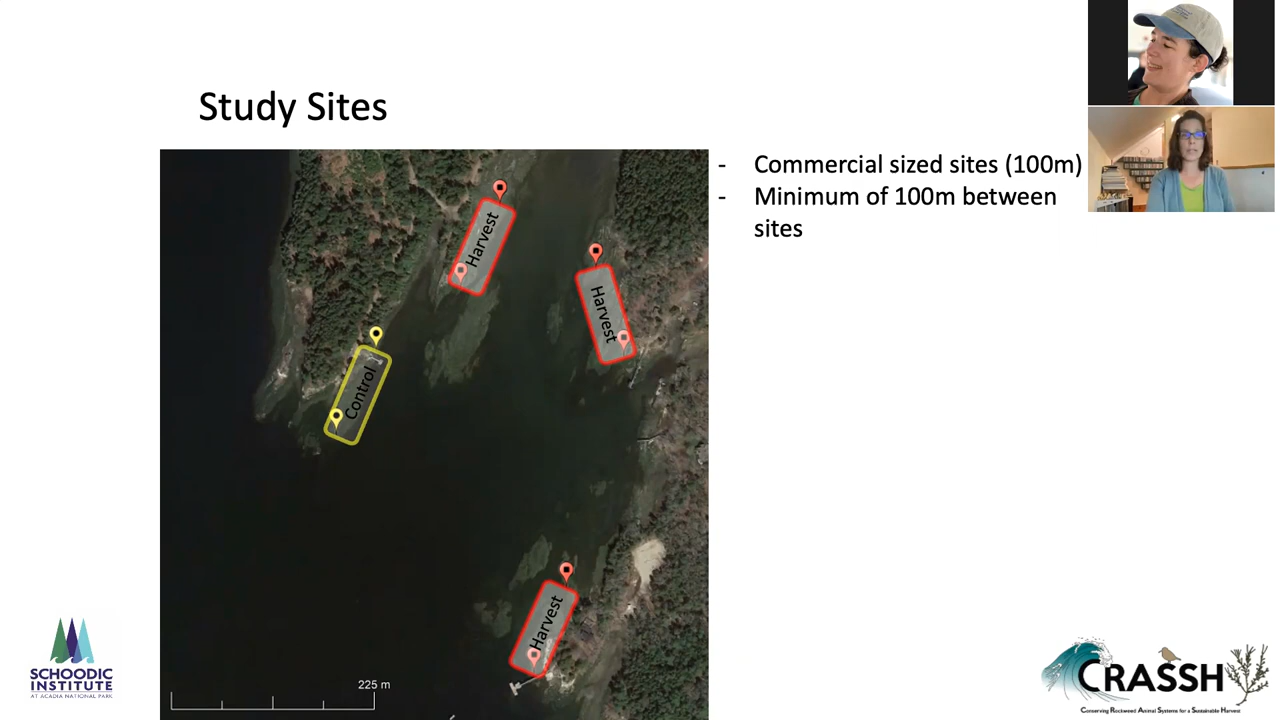 Study Sites
- Commercial sized sites (100m)
- Minimum of 100m between
sites
Harvest
Harvest
Control
Harvest
225 m
SCHOODIC
INSTITUTE
AT ACADIA NATIONAL PARK
CRASSH
Conserving Rockweed Animal Systems for a Sustainable Harvest